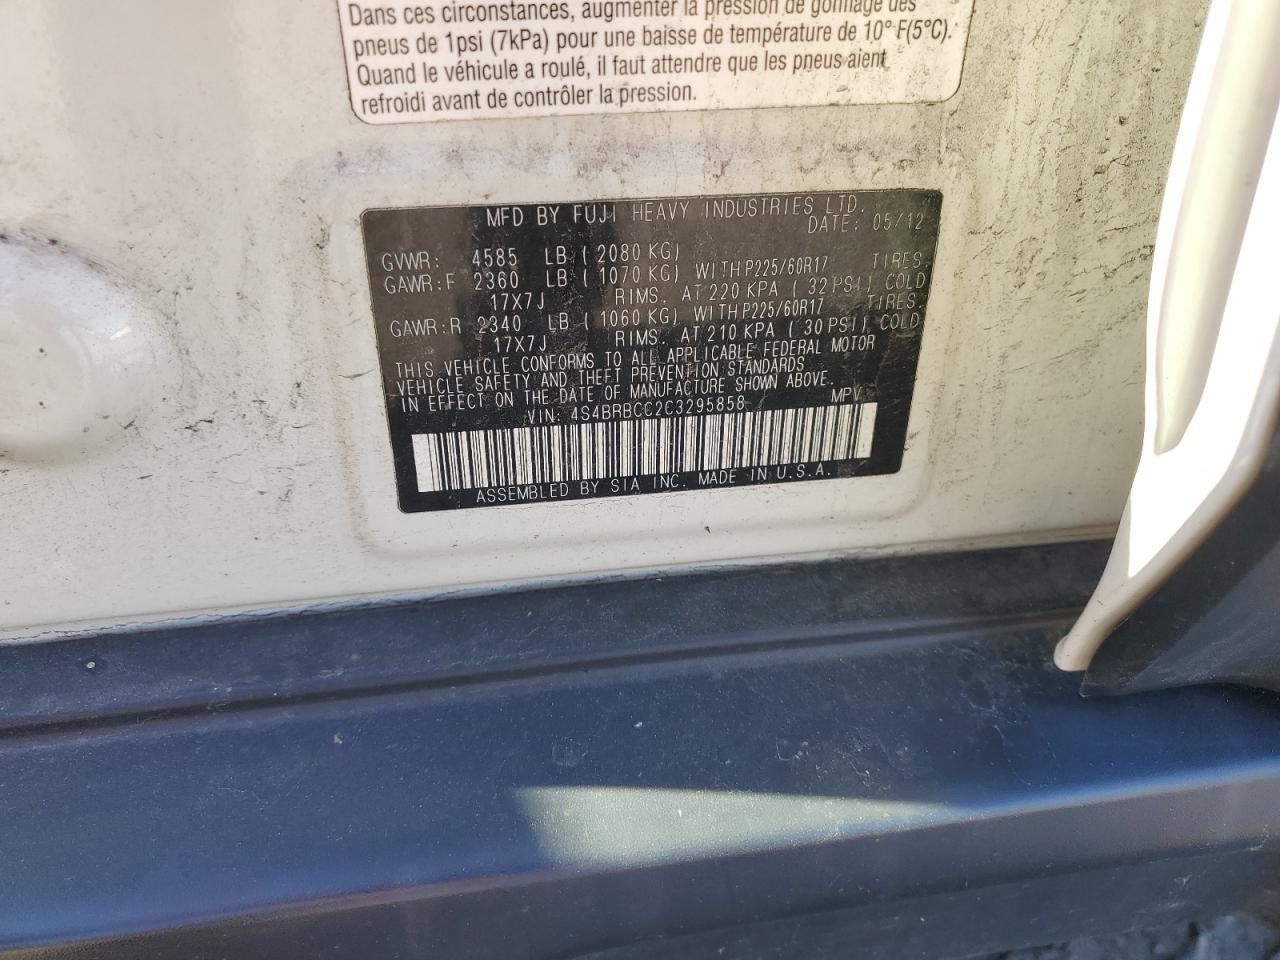 Dans ces circonstances, augmenter la pression de gonflage des
pneus de 1psi (7kPa) pour une baisse de température de 10° F(5°C).
Quand le véhicule a roulé, il faut attendre que les pneus aient
refroidi avant de contrôler la pression.
MFD BY FUJI HEAVY INDUSTRIES LTD.
DATE: 05/12
GVWR: 4585 LB ( 2080 KG)
GAWR:F 2360 LB ( 1070 KG) WITH P225/60R17 TIRES.
17X7J RIMS. AT 220 KPA ( 32 PSI) COLD
GAWR:R 2340 LB ( 1060 KG) WITH P225/60R17 TIRES.
17X7J RIMS. AT 210 KPA ( 30 PSI) COLD
THIS VEHICLE CONFORMS TO ALL APPLICABLE FEDERAL MOTOR
VEHICLE SAFETY AND THEFT PREVENTION STANDARDS
IN EFFECT ON THE DATE OF MANUFACTURE SHOWN ABOVE.
VIN: 4S4BRBCC2C3295858 MPV
ASSEMBLED BY SIA INC. MADE IN U.S.A.